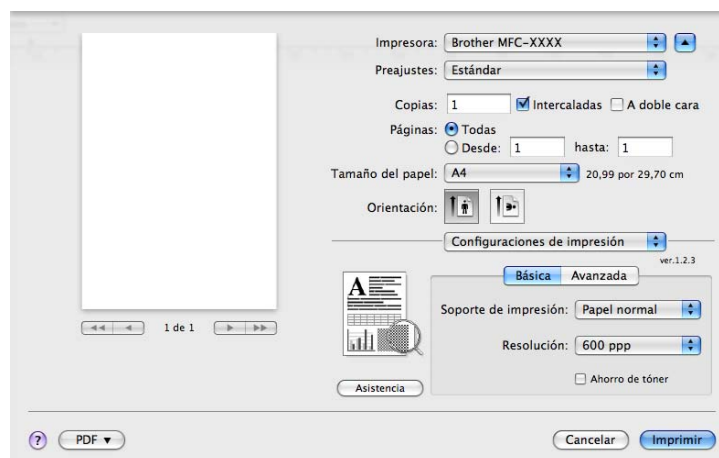 Impresora: Brother MFC-XXXX
Preajustes: Estándar
Copias: 1 Intercaladas A doble cara
Páginas: Todas
Desde: 1 hasta: 1
Tamaño del papel: A4 20,99 por 29,70 cm
Orientación:
Configuraciones de impresión
ver.1.2.3
Básica Avanzada
A
Soporte de impresión: Papel normal
1 de 1
Resolución: 600 ppp
Ahorro de tóner
Asistencia
? PDF Cancelar Imprimir